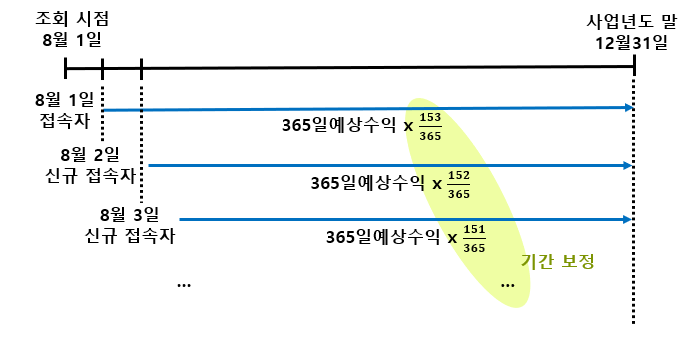 조회 시점
8월 1일
사업년도 말
12월31일
8월 1일
접속자
365일예상수익 x 153/365
8월 2일
신규 접속자
365일예상수익 x 152/365
8월 3일
신규 접속자
365일예상수익 x 151/365
기간 보정
...
...